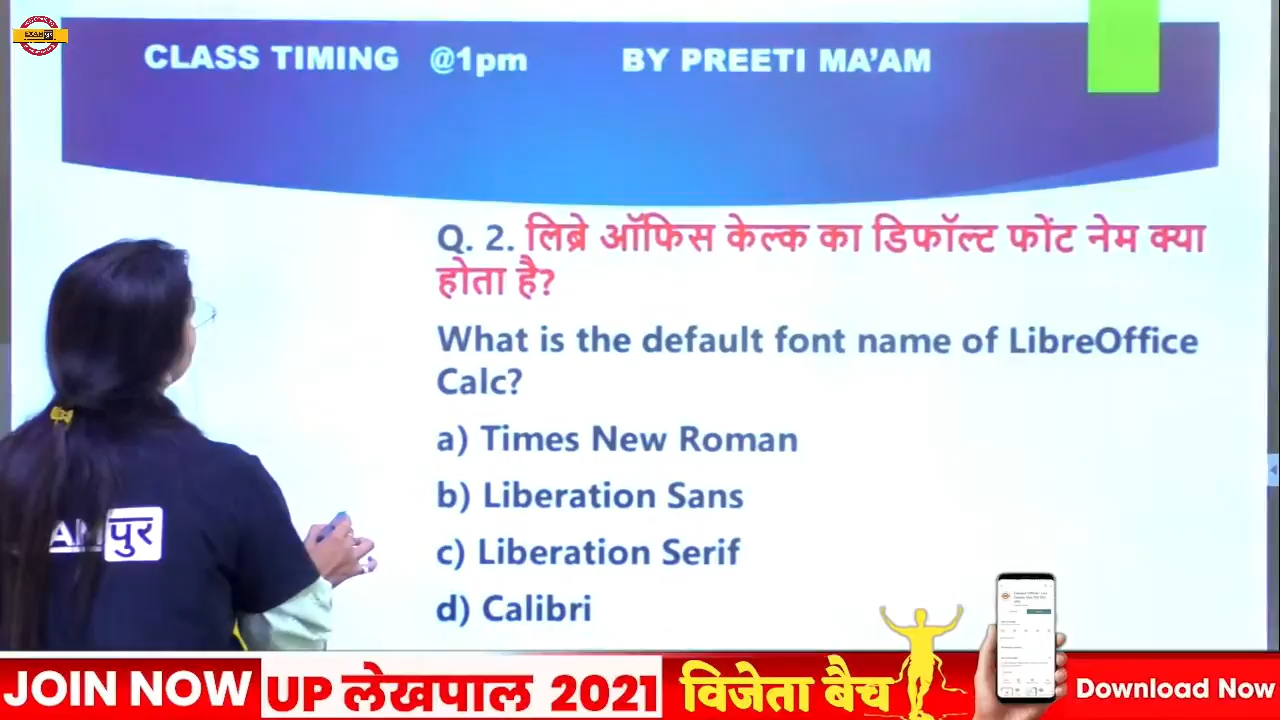 CLASS TIMING @1pm BY PREETI MA'AM
Q. 2. लिब्रे ऑफिस केल्क का डिफॉल्ट फोंट नेम क्या
होता है?
What is the default font name of LibreOffice
Calc?
a) Times New Roman
b) Liberation Sans
c) Liberation Serif
d) Calibri
पुर
JOIN NOW UP लेखपाल 2021 विजेता बैच Download Now